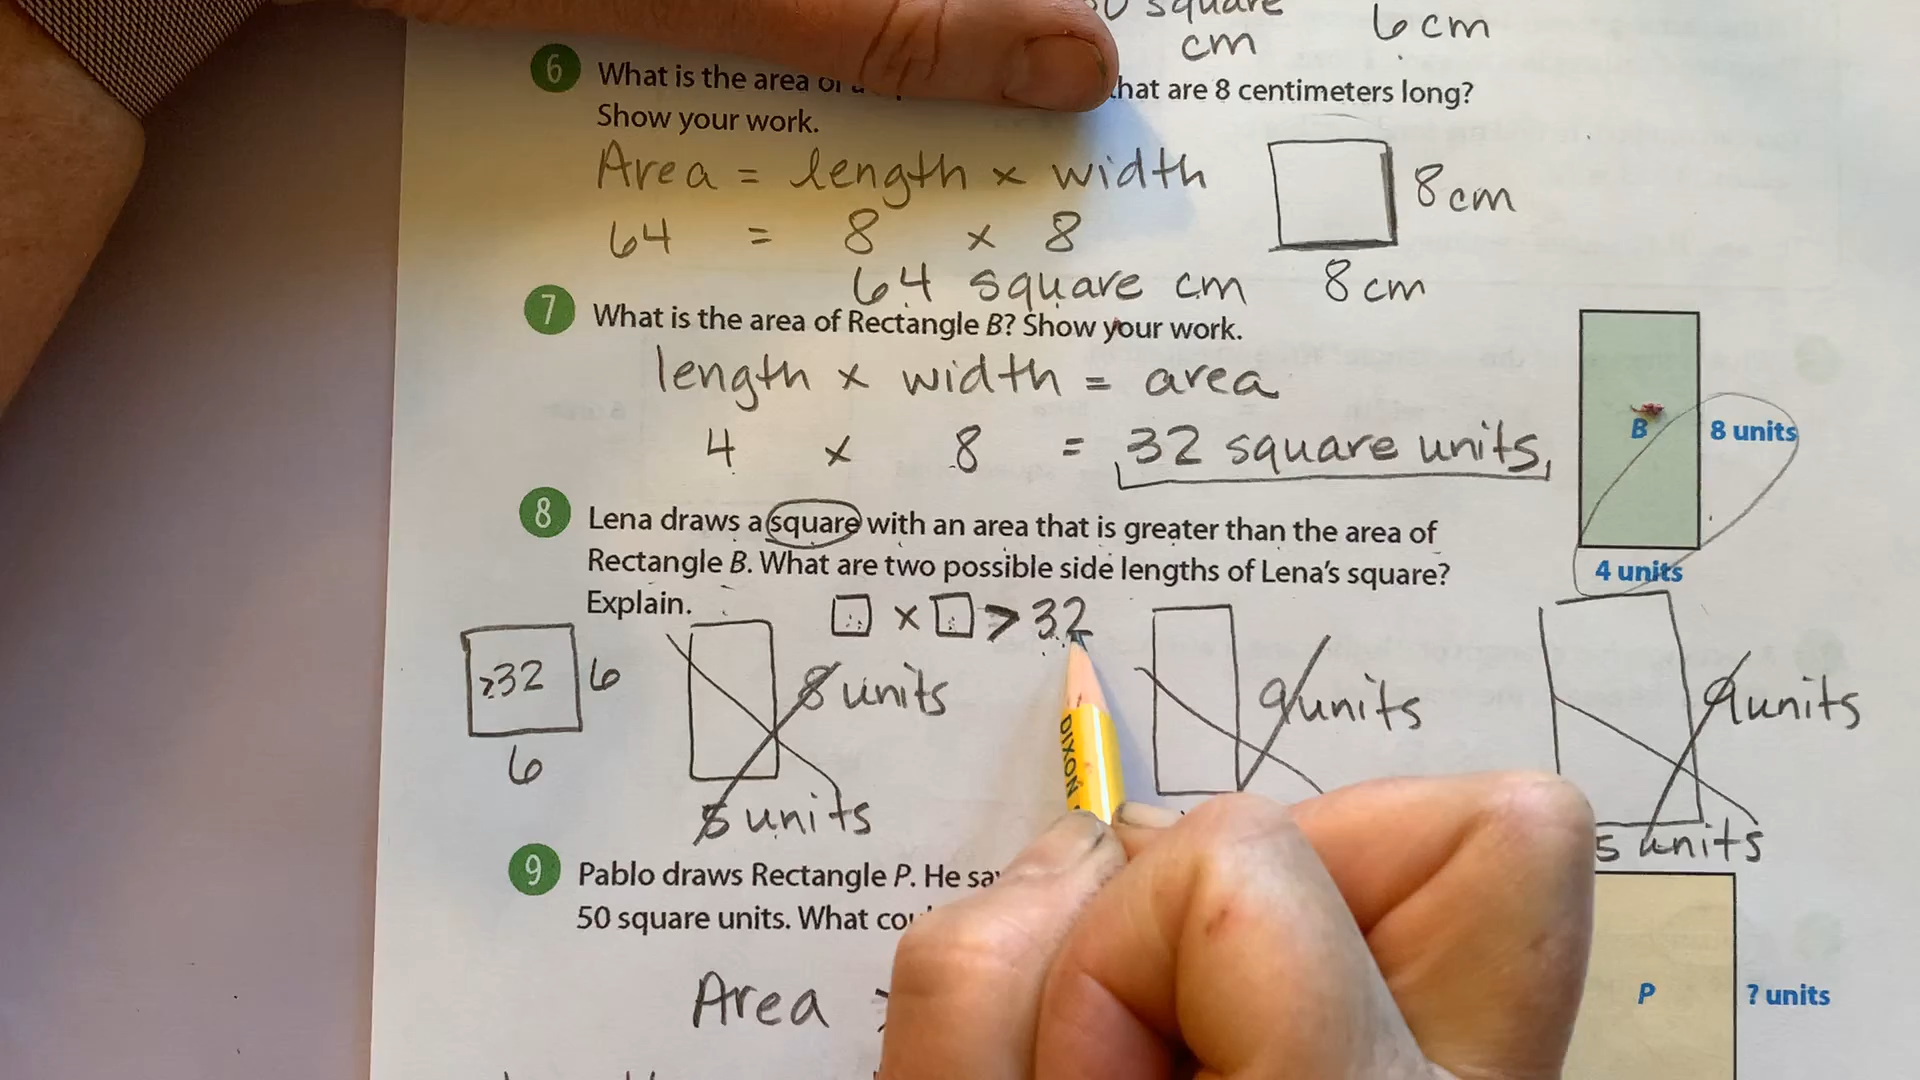 square 6 cm
cm
6 What is the area of a that are 8 centimeters long?
Show your work.
Area = length x width
8 cm
64 = 8 x 8
64 square cm 8 cm
7 What is the area of Rectangle B? Show your work.
length x width = area
B 8 units
4 x 8 = 32 square units
8 Lena draws a square with an area that is greater than the area of
Rectangle B. What are two possible side lengths of Lena's square?
4 units
Explain. □ x □ > 32
>32 6 8 units 9 units 9 units
6
5 units
5 units
9 Pablo draws Rectangle P. He
50 square units. What
Area
P ? units